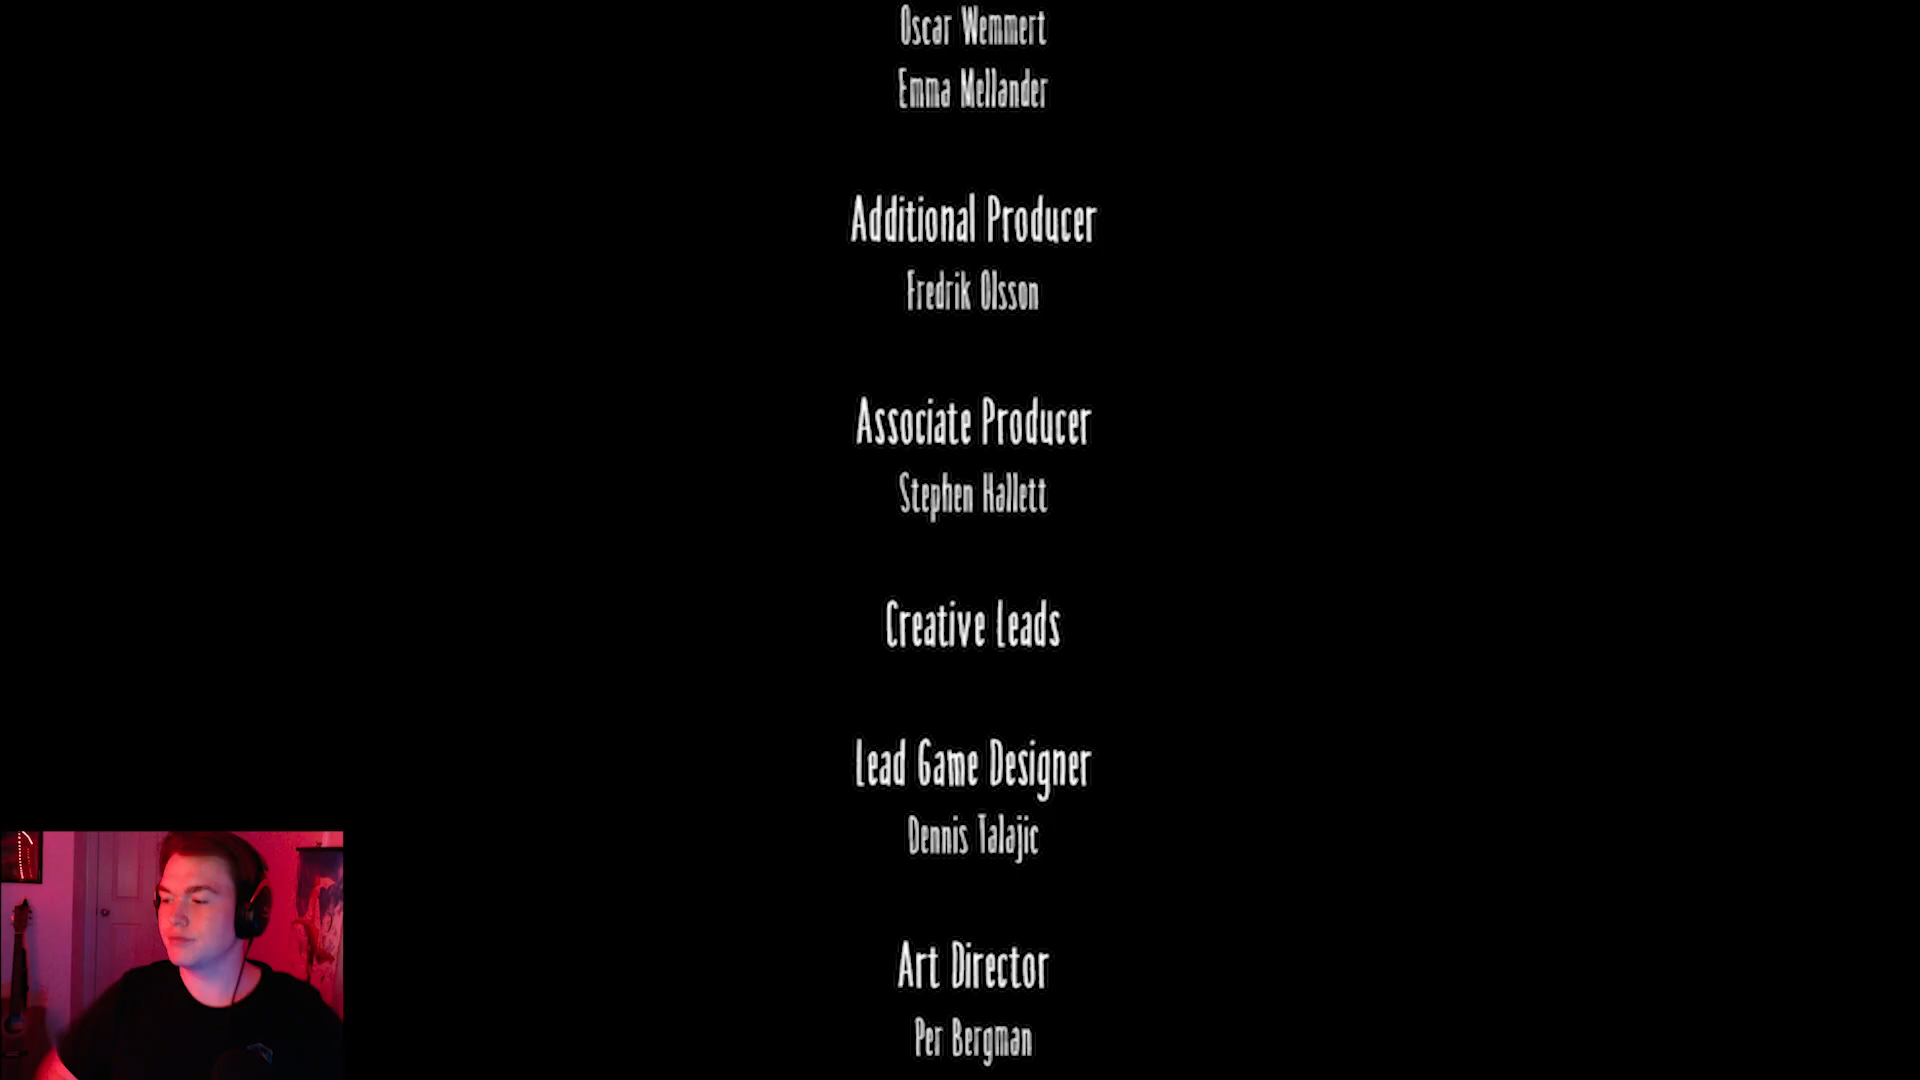 Oscar Wemmert
Emma Mellander
Additional Producer
Fredrik Olsson
Associate Producer
Stephen Hallett
Creative Leads
Lead Game Designer
Dennis Talajic
Art Director
Per Bergman